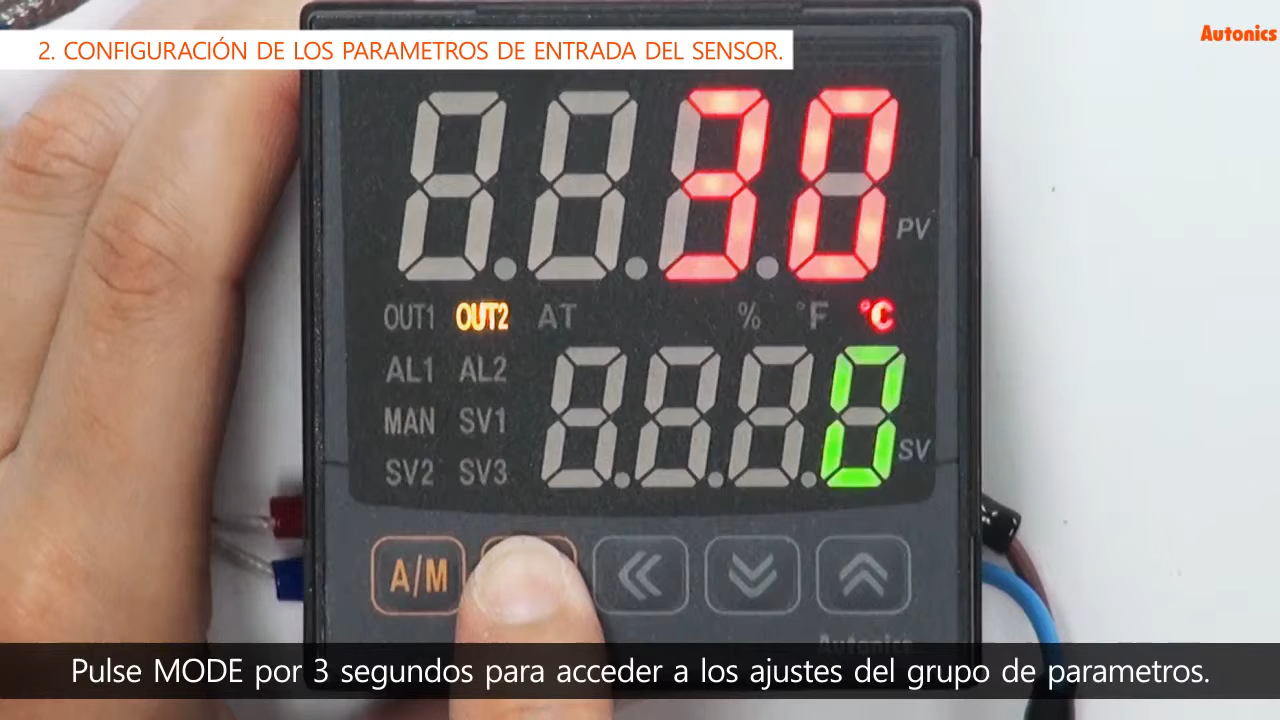 2. CONFIGURACIÓN DE LOS PARAMETROS DE ENTRADA DEL SENSOR.
Autonics
30
PV
OUT1 OUT2 AT % °F °C
AL1 AL2
MAN SV1
0
SV
SV2 SV3
A/M
Autonics
Pulse MODE por 3 segundos para acceder a los ajustes del grupo de parametros.